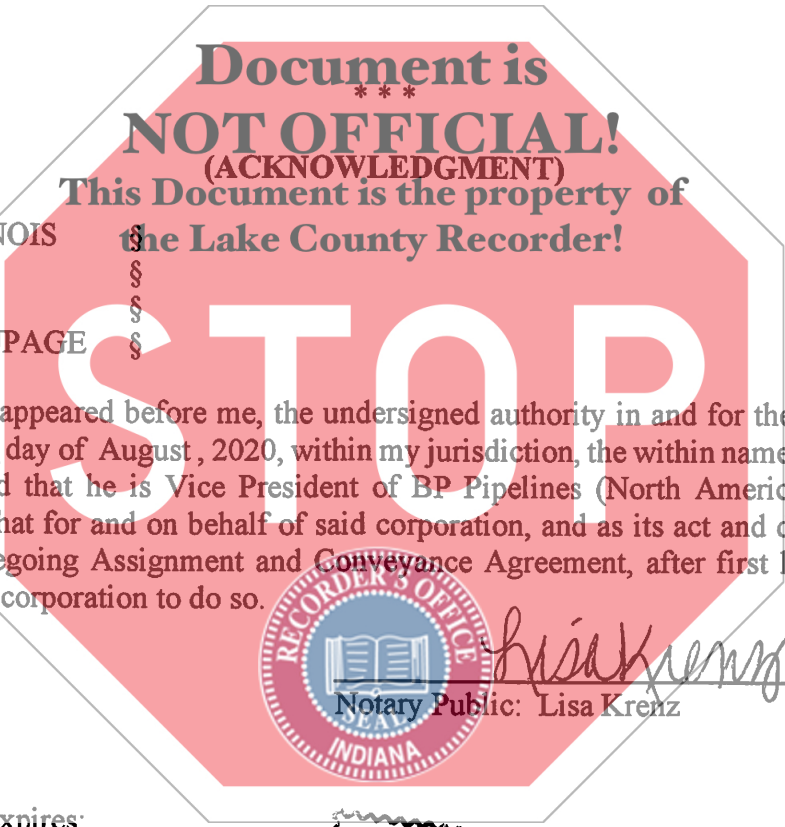 Document is
* * *
NOT OFFICIAL!
(ACKNOWLEDGMENT)
This Document is the property of
NOIS §
the Lake County Recorder!
§
§
PAGE §
STOP
appeared before me, the undersigned authority in and for the
day of August , 2020, within my jurisdiction, the within name
d that he is Vice President of BP Pipelines (North Americ
hat for and on behalf of said corporation, and as its act and
egoing Assignment and Conveyance Agreement, after first
corporation to do so.
RECORDER'S OFFICE
SEAL
INDIANA
Lisa Krenz
Notary Public: Lisa Krenz
xpires: